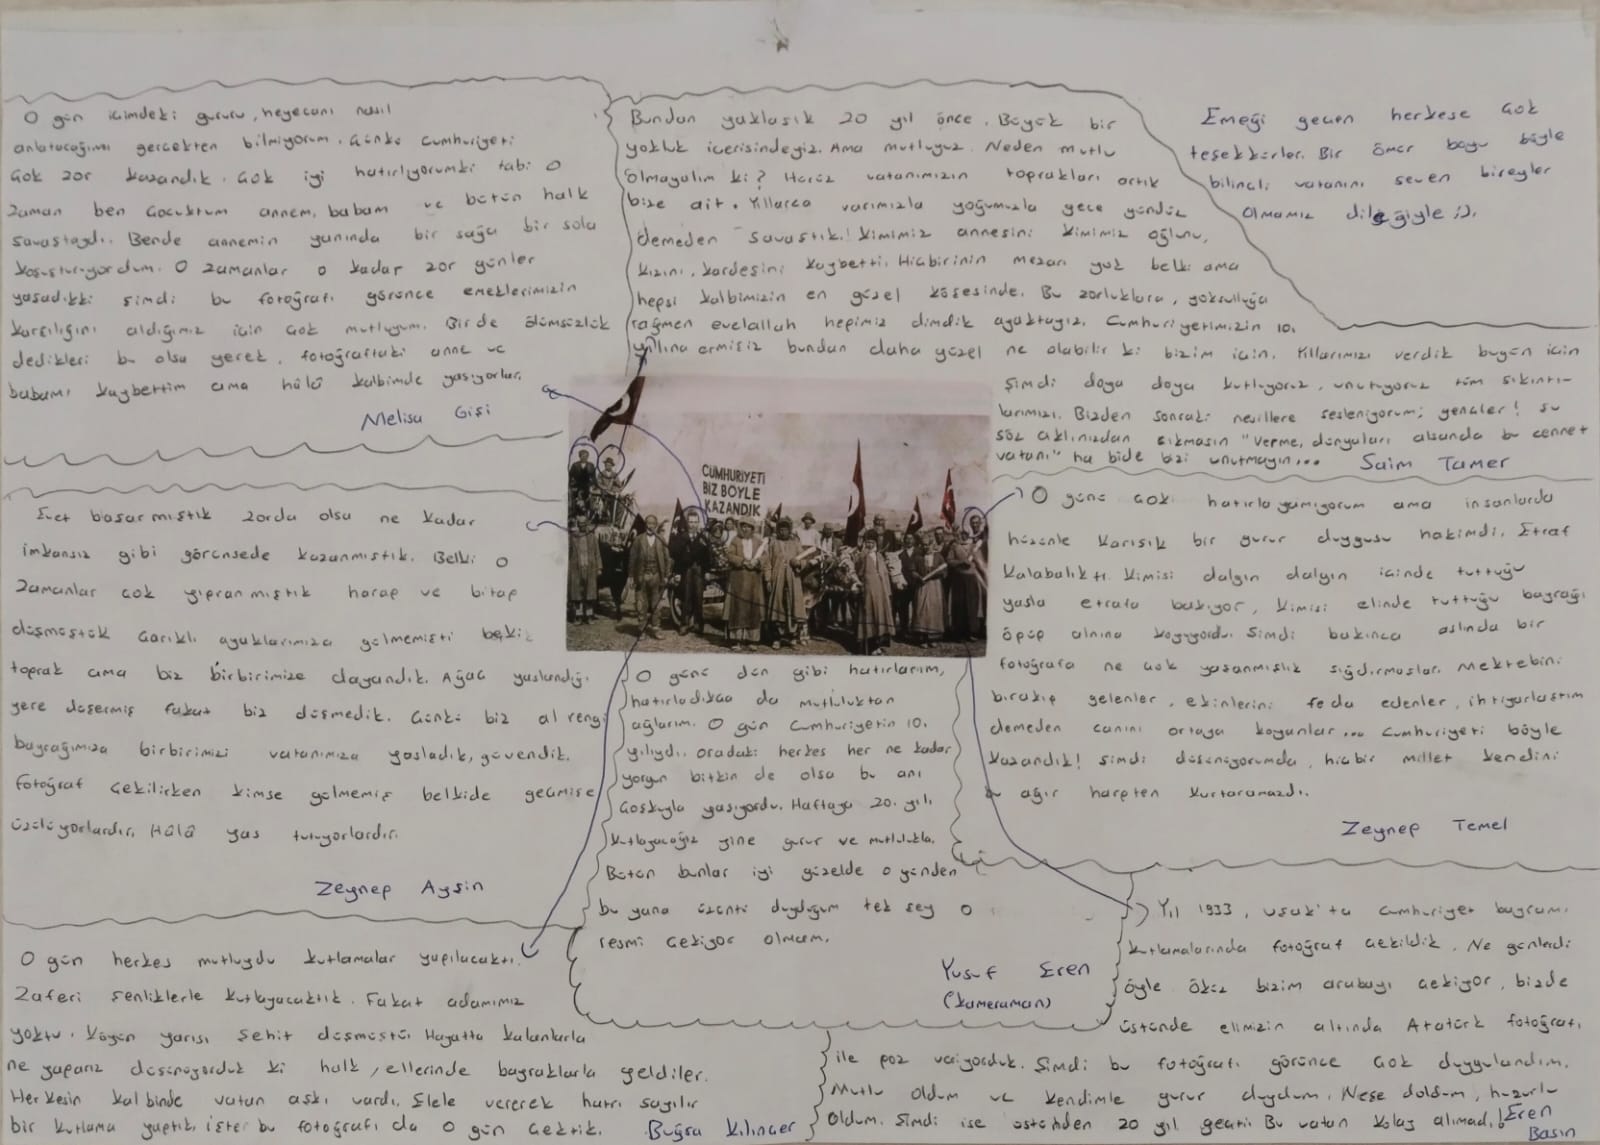 O gün içimdeki gururu, heyecanı nasıl
anlatacağımı gerçekten bilmiyorum. Çünkü Cumhuriyeti
çok zor kazandık. Çok iyi hatırlıyorumki tabi O
zaman ben çocuktum annem, babam ve bütün halk
savaştaydı. Bende annemin yanında bir sağa bir sola
koşuşturuyordum. O zamanlar o kadar zor günler
yaşadıkki şimdi bu fotoğrafı görünce emeklerimizin
karşılığını aldığımız için çok mutluyum. Birde ölümsüzlük
dedikleri bu olsa gerek, fotoğraftaki anne ve
babamı kaybettim ama hâlâ kalbimde yaşıyorlar.
Melisa Gişi
Bundan yaklaşık 20 yıl önce. Büyük bir
yokluk içerisindeyiz. Ama mutluyuz. Neden mutlu
olmayalım ki? Henüz vatanımızın toprakları artık
bize ait. Yıllarca varımızla yoğumuzla gece gündüz
demeden savaştık! Kimimiz annesini kimimiz oğlunu,
kızını, kardeşini kaybetti. Hiçbirinin mezarı yok belki ama
hepsi kalbimizin en güzel köşesinde. Bu zorluklara, yoksulluğa
rağmen evelallah hepimiz dimdik ayaktayız. Cumhuriyetimizin 10.
yılına ermişiz bundan daha güzel ne olabilir ki bizim için. Yıllarımızı verdik bugün için
Şimdi doya doya kutluyoruz, unutuyoruz tüm sıkıntı-
larımızı. Bizden sonraki nesillere sesleniyorum; gençler! şu
söz aklınızdan çıkmasın "Verme, dünyaları alsanda bu cennet
vatanı" ha bide bizi unutmayın...
Saim Tamer
Emeği geçen herkese çok
teşekkürler. Bir ömür boyu böyle
bilinçli vatanını seven bireyler
olmamız dileğiyle :).
CUMHURİYETİ
BİZ BÖYLE
KAZANDIK
Evet başarmıştık zorda olsa ne kadar
imkansız gibi görünsede kazanmıştık. Belki o
zamanlar çok yıpranmıştık harap ve bitap
düşmüştük çarıklı ayaklarımıza gelmemişti belki
toprak ama biz birbirimize dayandık. Ağaç yaslandığı
yere düşermiş fakat biz düşmedik. Çünkü biz al rengi
bayrağımıza birbirimizi vatanımıza yasladık, güvendik.
Fotoğraf çekilirken kimse gülmemiş belkide geçmişe
üzülüyorlardır. Hâlâ yas tutuyorlardır.
Zeynep Ayşin
O günü çok hatırlayamıyorum ama insanlarda
hüzünle karışık bir gurur duygusu hakimdi. Etraf
kalabalıktı. Kimisi dalgın dalgın içinde tuttuğu
yasla etrafa bakıyor, kimisi elinde tuttuğu bayrağı
öpüp alnına koyuyordu. Şimdi bakınca aslında bir
fotoğrafa ne çok yaşanmışlık sığdırmışlar. Mektebini
bırakıp gelenler, ekinlerini feda edenler, ihtiyarlaştım
demeden canını ortaya koyanlar... Cumhuriyeti böyle
kazandık! Şimdi düşünüyorumda, hiçbir millet kendini
bu ağır harpten kurtaramazdı.
Zeynep Temel
O günü dün gibi hatırlarım,
hatırladıkça da mutluluktan
ağlarım. O gün Cumhuriyetin 10.
yılıydı. oradaki herkes her ne kadar
yorgun bitkin de olsa bu anı
coşkuyla yaşıyordu. Haftaya 20. yılı
kutlayacağız yine gurur ve mutlulukla.
Bütün bunlar iyi güzelde o günden
bu yana üzüntü duyduğum tek şey o
resmi çekiyor olmam.
Yusuf Eren
(Kameraman)
O gün herkes mutluydu kutlamalar yapılacaktı.
Zaferi şenliklerle kutlayacaktık. Fakat adamımız
yoktu. Köyün yarısı şehit düşmüştü. Hayatta kalanlarla
ne yaparız düşünüyorduk ki halk, ellerinde bayraklarla geldiler.
Herkesin kalbinde vatan aşkı vardı. Elele vererek hatrı sayılır
bir kutlama yaptık. işte bu fotoğrafı da o gün çektik.
Buğra Kılınçer
Yıl 1933, Uşak'ta Cumhuriyet bayramı
kutlamalarında fotoğraf çekildik. Ne günlerdi
öyle öküz bizim arabayı çekiyor, bizde
üstünde elimizin altında Atatürk fotoğrafı
ile poz veriyorduk. Şimdi bu fotoğrafı görünce çok duygulandım.
Mutlu oldum ve kendimle gurur duydum. Neşe doldum, huzurlu
oldum. Şimdi ise üstünden 20 yıl geçti. Bu vatan kolay alınmadı!
Eren
Basın